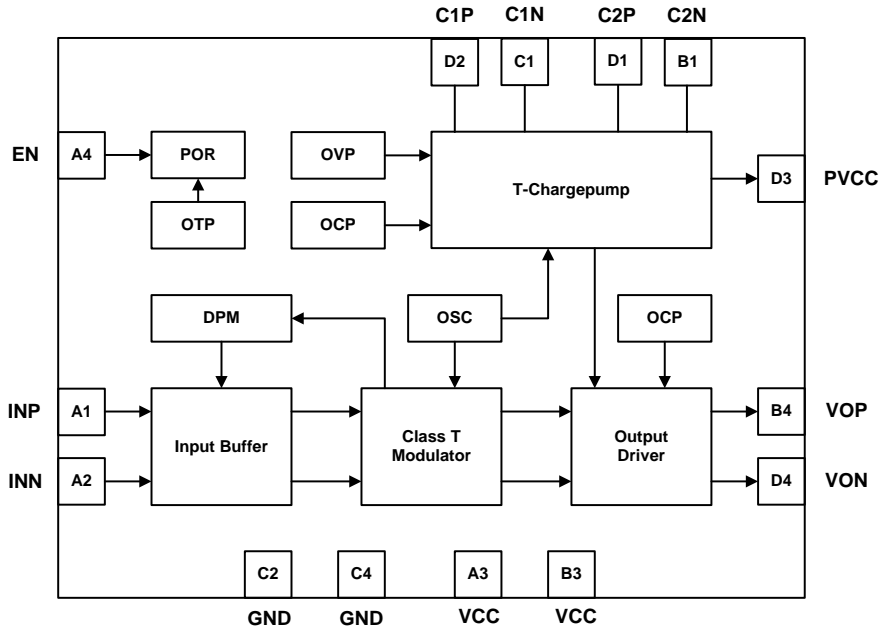 C1P C1N C2P C2N
D2 C1 D1 B1
EN A4 POR OVP T-Chargepump D3 PVCC
OTP OCP
DPM OSC OCP
INP A1 Input Buffer Class T
Modulator Output
Driver B4 VOP
INN A2 D4 VON
C2 C4 A3 B3
GND GND VCC VCC